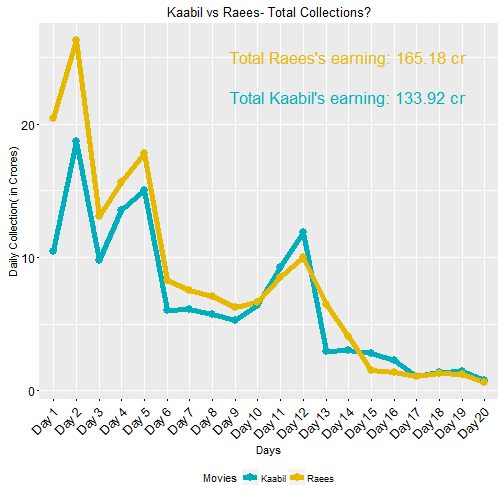 Kaabil vs Raees- Total Collections?
Total Raees's earning: 165.18 cr
Total Kaabil's earning: 133.92 cr
Daily Collection( in Crores)
20
10
0
Day 1 Day 2 Day 3 Day 4 Day 5 Day 6 Day 7 Day 8 Day 9 Day 10 Day 11 Day 12 Day 13 Day 14 Day 15 Day 16 Day 17 Day 18 Day 19 Day 20
Days
Movies Kaabil Raees